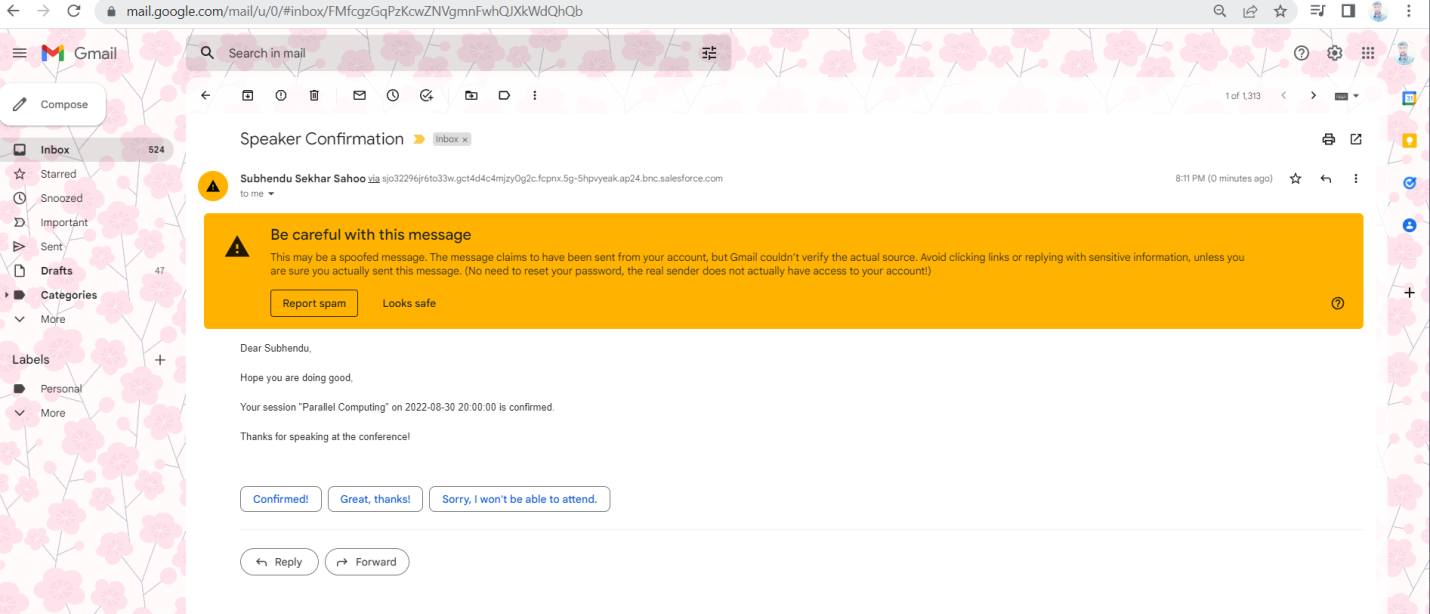 mail.google.com/mail/u/0/#inbox/FMfcgzGqPzKcwZNVgmnFwhQJXkWdQhQb
Gmail
Search in mail
Compose
1 of 1,313
Inbox 524
Starred
Snoozed
Important
Sent
Drafts 47
Categories
More
Labels
Personal
More
Speaker Confirmation Inbox ×
Subhendu Sekhar Sahoo via sjo32296jr6to33w.gct4d4c4mjzy0g2c.fcpnx.5g-5hpvyeak.ap24.bnc.salesforce.com
8:11 PM (0 minutes ago)
to me
Be careful with this message
This may be a spoofed message. The message claims to have been sent from your account, but Gmail couldn't verify the actual source. Avoid clicking links or replying with sensitive information, unless you
are sure you actually sent this message. (No need to reset your password, the real sender does not actually have access to your account!)
Report spam
Looks safe
Dear Subhendu,
Hope you are doing good,
Your session "Parallel Computing" on 2022-08-30 20:00:00 is confirmed.
Thanks for speaking at the conference!
Confirmed!
Great, thanks!
Sorry, I won't be able to attend.
Reply
Forward